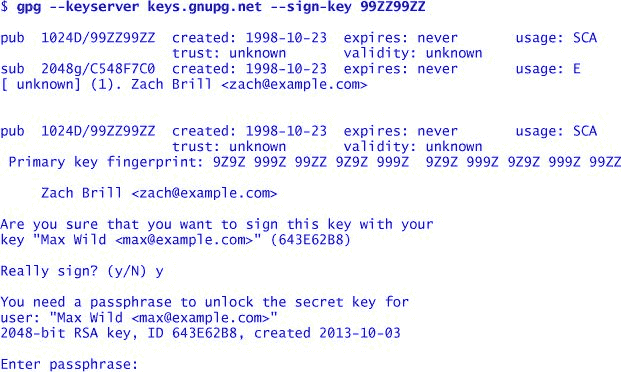 $ gpg --keyserver keys.gnupg.net --sign-key 99ZZ99ZZ
pub  1024D/99ZZ99ZZ  created: 1998-10-23  expires: never       usage: SCA
                     trust: unknown       validity: unknown
sub  2048g/C548F7C0  created: 1998-10-23  expires: never       usage: E
[ unknown] (1). Zach Brill <zach@example.com>
pub  1024D/99ZZ99ZZ  created: 1998-10-23  expires: never       usage: SCA
                     trust: unknown       validity: unknown
 Primary key fingerprint: 9Z9Z 999Z 99ZZ 9Z9Z 999Z  9Z9Z 999Z 9Z9Z 999Z 99ZZ
     Zach Brill <zach@example.com>
Are you sure that you want to sign this key with your
key "Max Wild <max@example.com>" (643E62B8)
Really sign? (y/N) y
You need a passphrase to unlock the secret key for
user: "Max Wild <max@example.com>"
2048-bit RSA key, ID 643E62B8, created 2013-10-03
Enter passphrase: